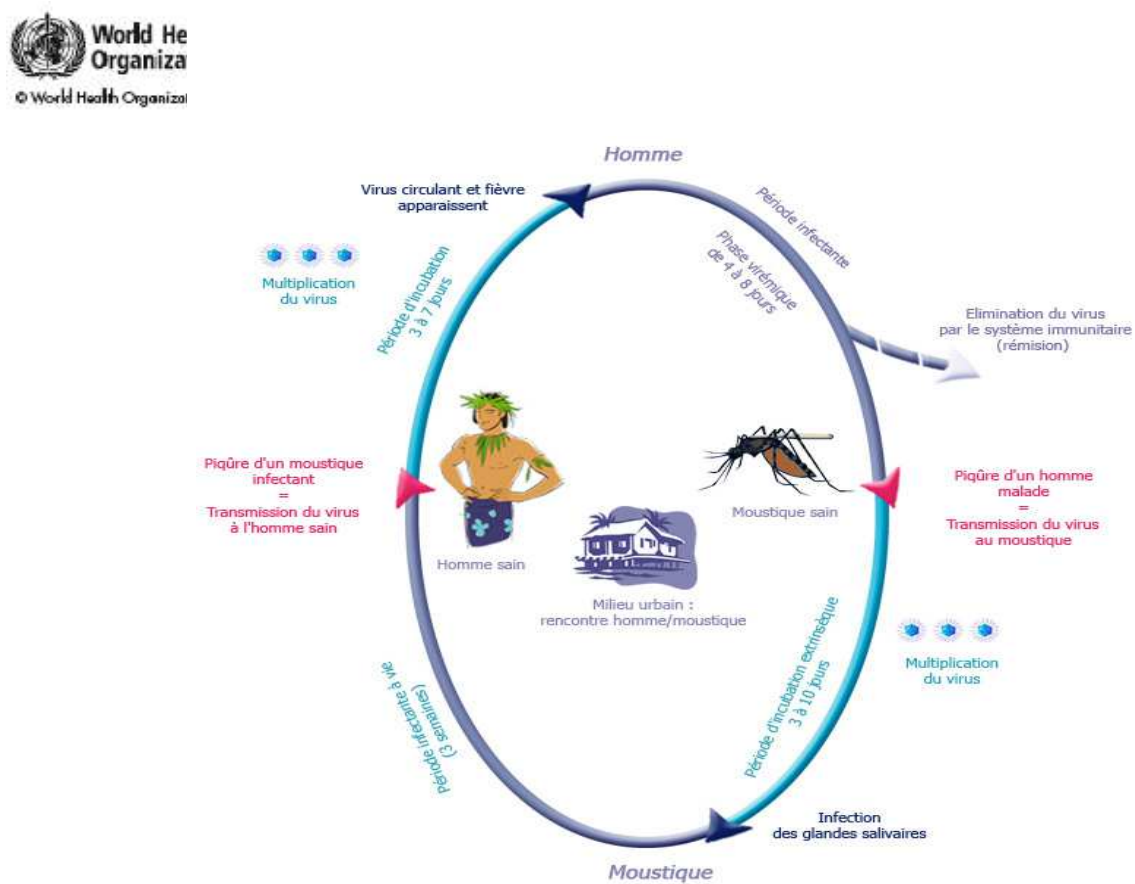 World He
Organiza
© World Health Organiza
Homme
Virus circulant et fièvre
apparaissent
Période infectante
Phase virémique
de 4 à 8 jours
Multiplication
du virus
Période d'incubation
3 à 7 jours
Elimination du virus
par le système immunitaire
(rémision)
Piqûre d'un moustique
infectant
=
Transmission du virus
à l'homme sain
Homme sain
Moustique sain
Piqûre d'un homme
malade
=
Transmission du virus
au moustique
Milieu urbain :
rencontre homme/moustique
Multiplication
du virus
Période infectante à vie
(3 semaines)
Période d'incubation extrinsèque
3 à 10 jours
Infection
des glandes salivaires
Moustique